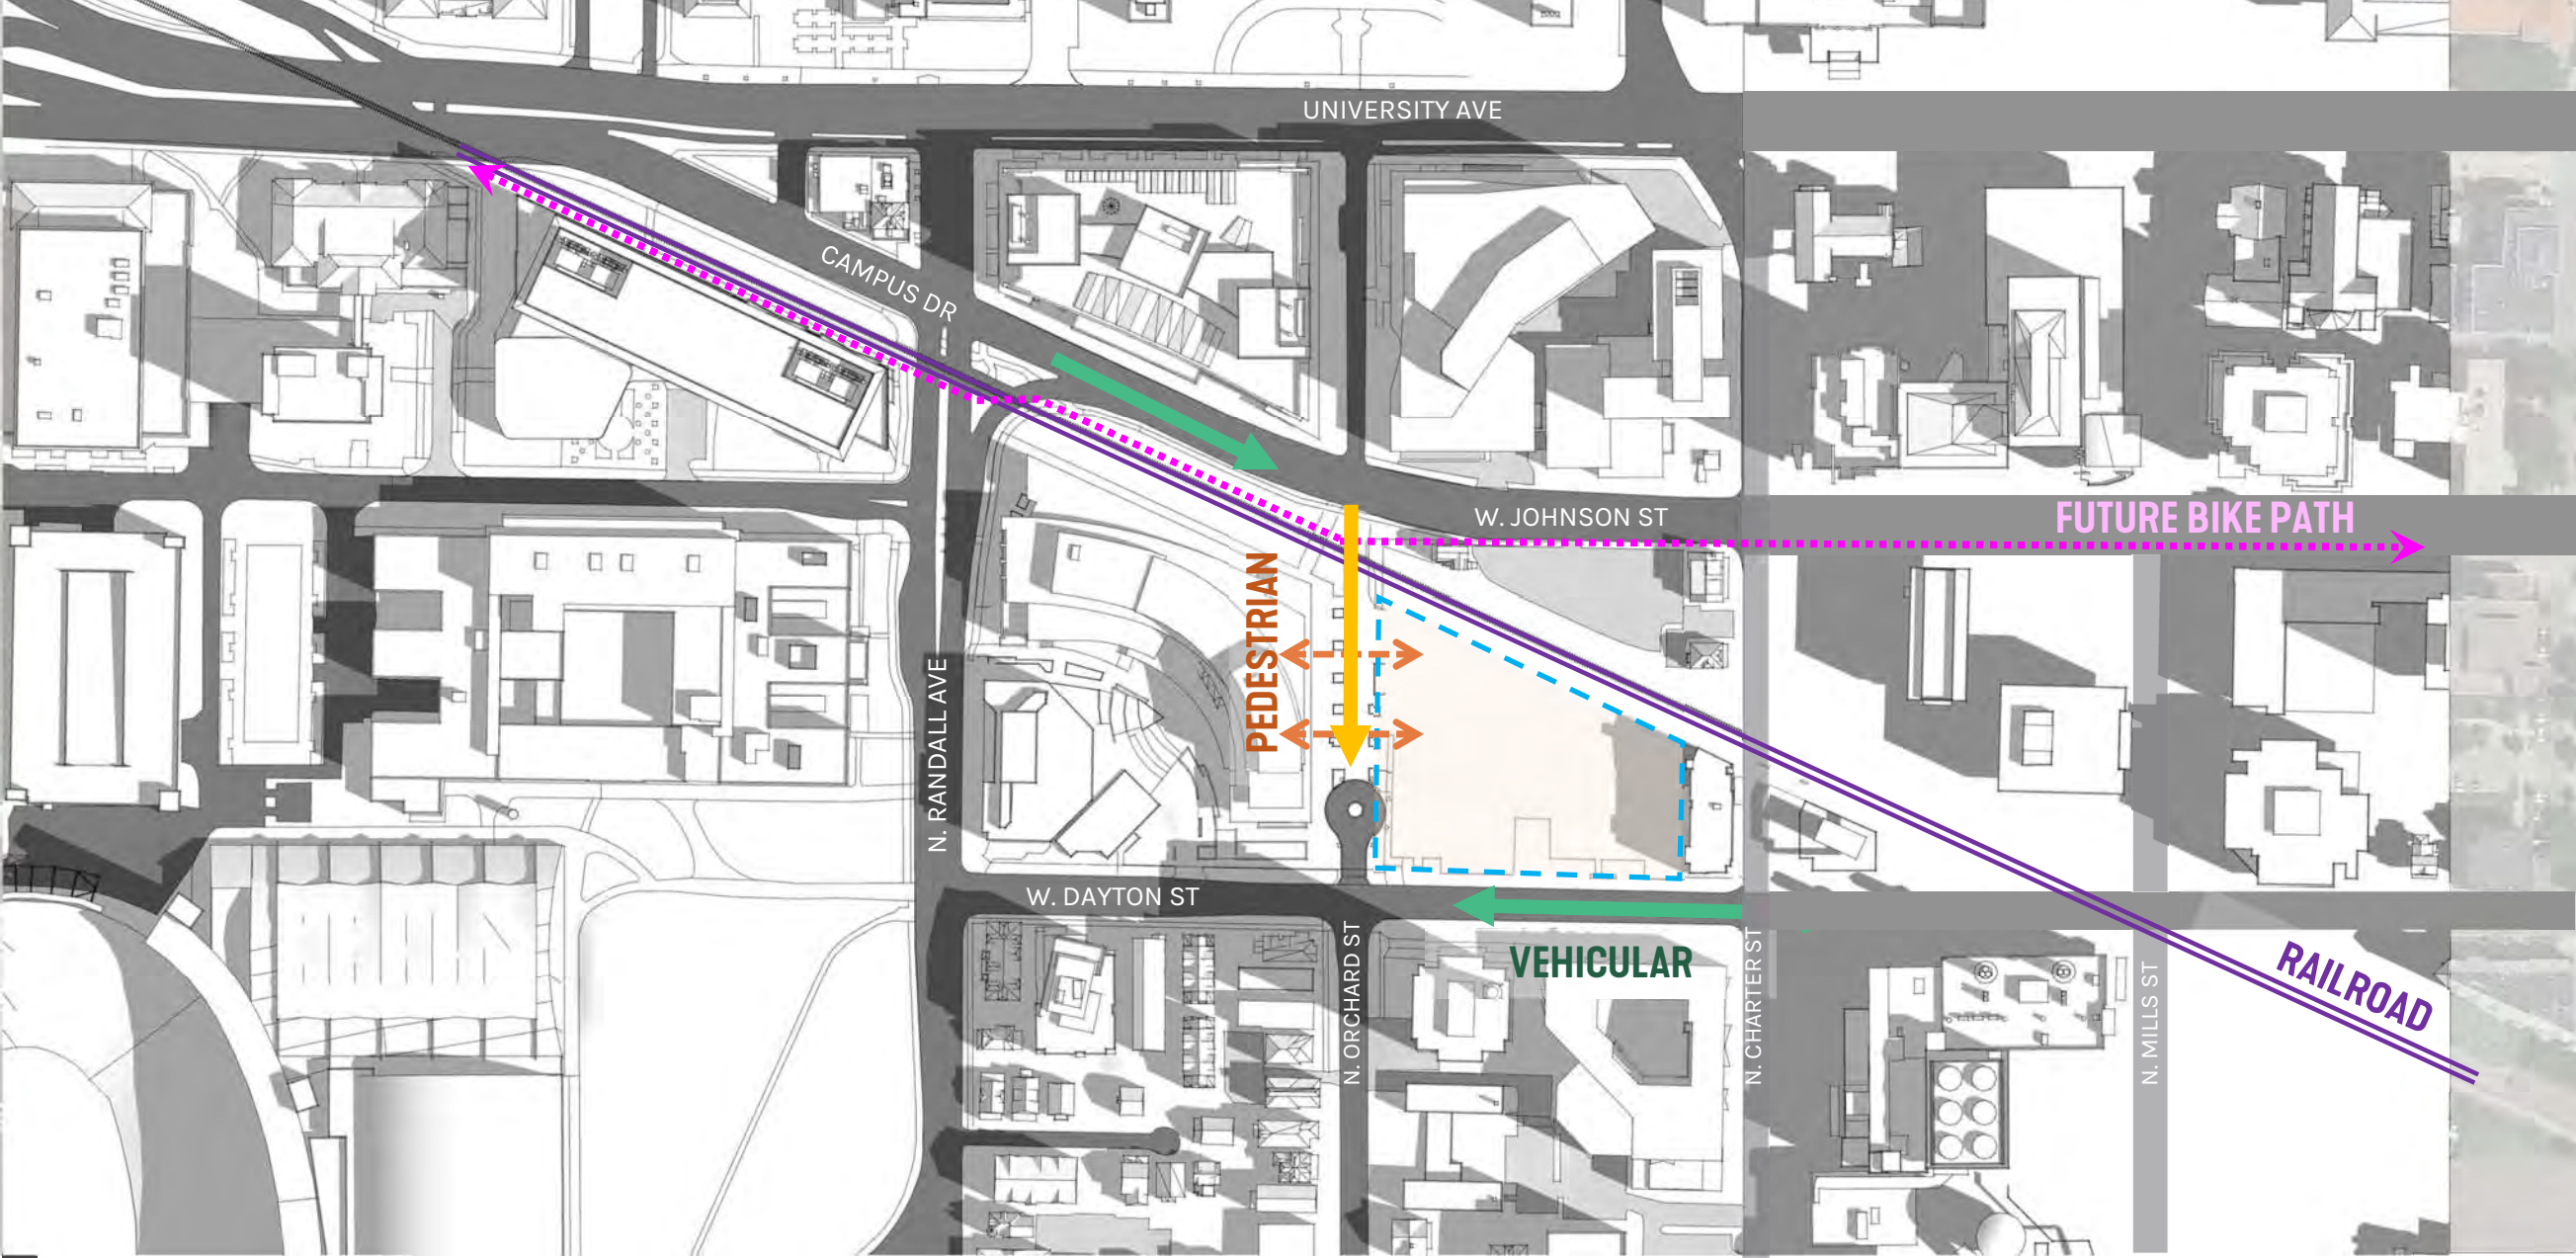 UNIVERSITY AVE
CAMPUS DR
W. JOHNSON ST
FUTURE BIKE PATH
PEDESTRIAN
N. RANDALL AVE
W. DAYTON ST
VEHICULAR
N. ORCHARD ST
N. CHARTER ST
N. MILLS ST
RAILROAD